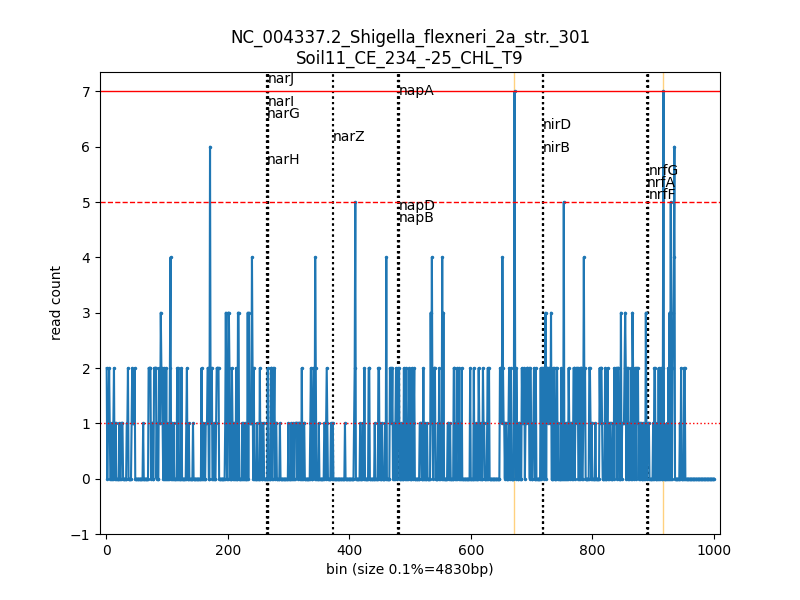 NC_004337.2_Shigella_flexneri_2a_str._301
Soil11_CE_234_-25_CHL_T9
narJ
narI
narG
narH
narZ
napA
napD
napB
nirD
nirB
nrfG
nrfA
nrfF
read count
7
6
5
4
3
2
1
0
−1
0 200 400 600 800 1000
bin (size 0.1%=4830bp)